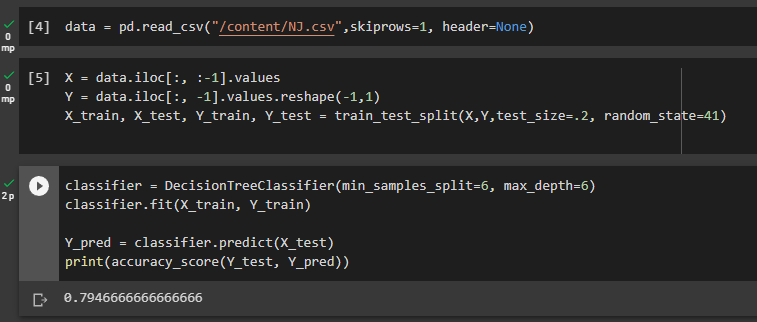 [4] data = pd.read_csv("/content/NJ.csv",skiprows=1, header=None)
0
mp
[5] X = data.iloc[:, :-1].values
0 Y = data.iloc[:, -1].values.reshape(-1,1)
mp X_train, X_test, Y_train, Y_test = train_test_split(X,Y,test_size=.2, random_state=41)
2 p
classifier = DecisionTreeClassifier(min_samples_split=6, max_depth=6)
classifier.fit(X_train, Y_train)
Y_pred = classifier.predict(X_test)
print(accuracy_score(Y_test, Y_pred))
0.7946666666666666